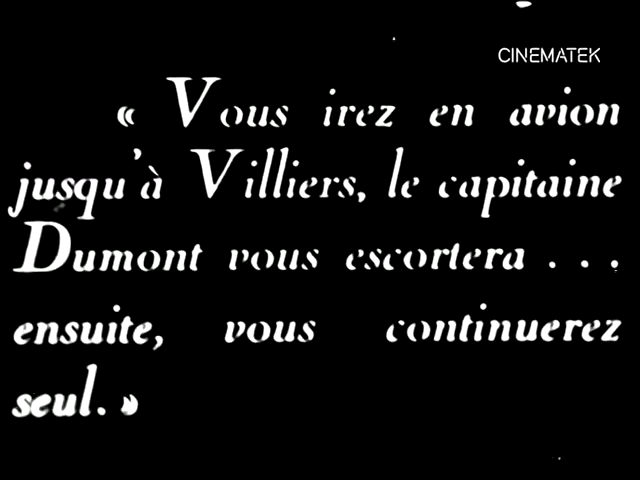 CINEMATEK
« Vous irez en avion
jusqu'à Villiers, le capitaine
Dumont vous escortera . . .
ensuite, vous continuerez
seul. »